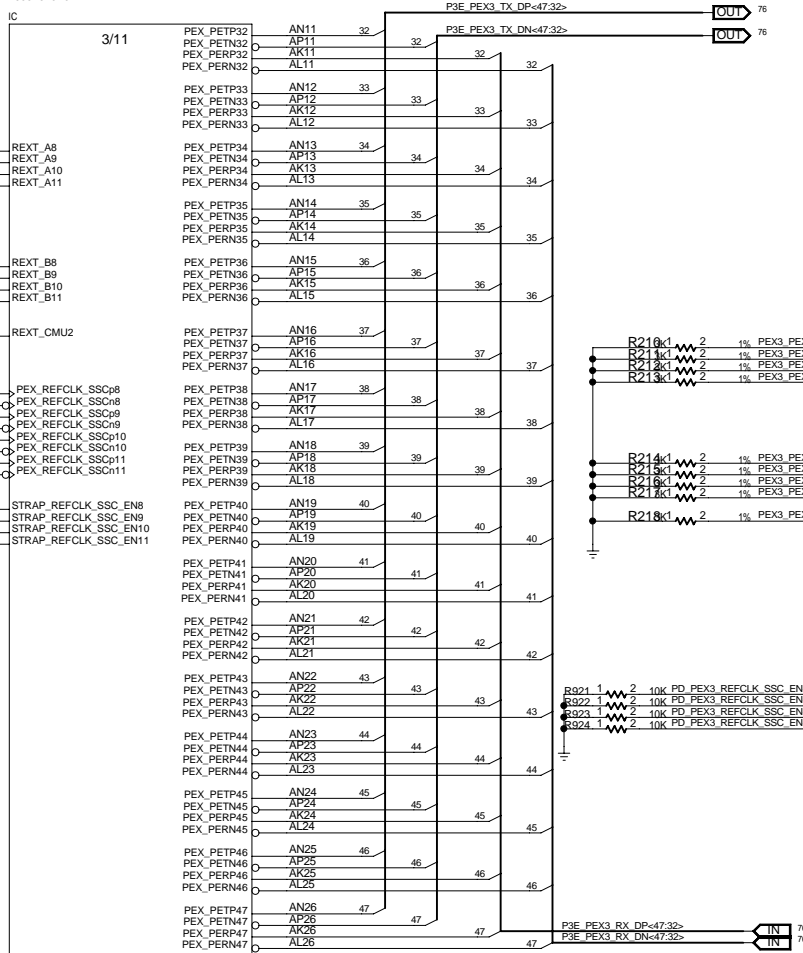 P3E_PEX3_TX_DP<47:32> OUT 76
IC
3/11
P3E_PEX3_TX_DN<47:32> OUT 76
PEX_PETP32 AN11 32
PEX_PETN32 AP11 32
PEX_PERP32 AK11 32
PEX_PERN32 AL11 32
PEX_PETP33 AN12 33
PEX_PETN33 AP12 33
PEX_PERP33 AK12 33
PEX_PERN33 AL12 33
REXT_A8 PEX_PETP34 AN13 34
REXT_A9 PEX_PETN34 AP13 34
REXT_A10 PEX_PERP34 AK13 34
REXT_A11 PEX_PERN34 AL13 34
PEX_PETP35 AN14 35
PEX_PETN35 AP14 35
PEX_PERP35 AK14 35
PEX_PERN35 AL14 35
REXT_B8 PEX_PETP36 AN15 36
REXT_B9 PEX_PETN36 AP15 36
REXT_B10 PEX_PERP36 AK15 36
REXT_B11 PEX_PERN36 AL15 36
REXT_CMU2 PEX_PETP37 AN16 37
PEX_PETN37 AP16 37
PEX_PERP37 AK16 37
PEX_PERN37 AL16 37
R210 1 2 1% PEX3_PEX
R211 1 2 1% PEX3_PEX
R212 1 2 1% PEX3_PEX
R213 1 2 1% PEX3_PEX
PEX_REFCLK_SSCp8 PEX_PETP38 AN17 38
PEX_REFCLK_SSCn8 PEX_PETN38 AP17 38
PEX_REFCLK_SSCp9 PEX_PERP38 AK17 38
PEX_REFCLK_SSCn9 PEX_PERN38 AL17 38
PEX_REFCLK_SSCp10 PEX_PETP39 AN18 39
PEX_REFCLK_SSCn10 PEX_PETN39 AP18 39
PEX_REFCLK_SSCp11 PEX_PERP39 AK18 39
PEX_REFCLK_SSCn11 PEX_PERN39 AL18 39
R214 1 2 1% PEX3_PEX
R215 1 2 1% PEX3_PEX
R216 1 2 1% PEX3_PEX
R217 1 2 1% PEX3_PEX
R218 1 2 1% PEX3_PEX
STRAP_REFCLK_SSC_EN8 PEX_PETP40 AN19 40
STRAP_REFCLK_SSC_EN9 PEX_PETN40 AP19 40
STRAP_REFCLK_SSC_EN10 PEX_PERP40 AK19 40
STRAP_REFCLK_SSC_EN11 PEX_PERN40 AL19 40
PEX_PETP41 AN20 41
PEX_PETN41 AP20 41
PEX_PERP41 AK20 41
PEX_PERN41 AL20 41
PEX_PETP42 AN21 42
PEX_PETN42 AP21 42
PEX_PERP42 AK21 42
PEX_PERN42 AL21 42
PEX_PETP43 AN22 43
PEX_PETN43 AP22 43
PEX_PERP43 AK22 43
PEX_PERN43 AL22 43
R921 1 2 10K PD_PEX3_REFCLK_SSC_EN
R922 1 2 10K PD_PEX3_REFCLK_SSC_EN
R923 1 2 10K PD_PEX3_REFCLK_SSC_EN
R924 1 2 10K PD_PEX3_REFCLK_SSC_EN
PEX_PETP44 AN23 44
PEX_PETN44 AP23 44
PEX_PERP44 AK23 44
PEX_PERN44 AL23 44
PEX_PETP45 AN24 45
PEX_PETN45 AP24 45
PEX_PERP45 AK24 45
PEX_PERN45 AL24 45
PEX_PETP46 AN25 46
PEX_PETN46 AP25 46
PEX_PERP46 AK25 46
PEX_PERN46 AL25 46
PEX_PETP47 AN26 47
PEX_PETN47 AP26 47
PEX_PERP47 AK26 47
PEX_PERN47 AL26 47
P3E_PEX3_RX_DP<47:32> IN
P3E_PEX3_RX_DN<47:32> IN